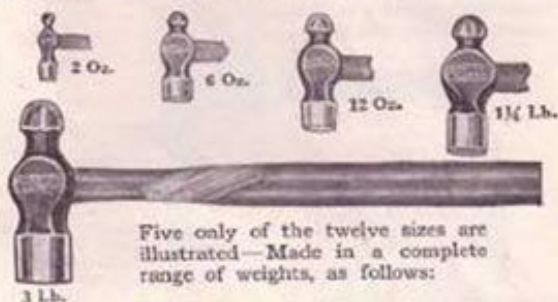 2 Oz.
6 Oz.
12 Oz.
1½ Lb.
3 Lb.
Five only of the twelve sizes are
illustrated—Made in a complete
range of weights, as follows: